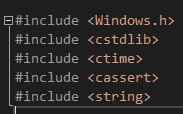 #include <Windows.h>
#include <cstdlib>
#include <ctime>
#include <cassert>
#include <string>